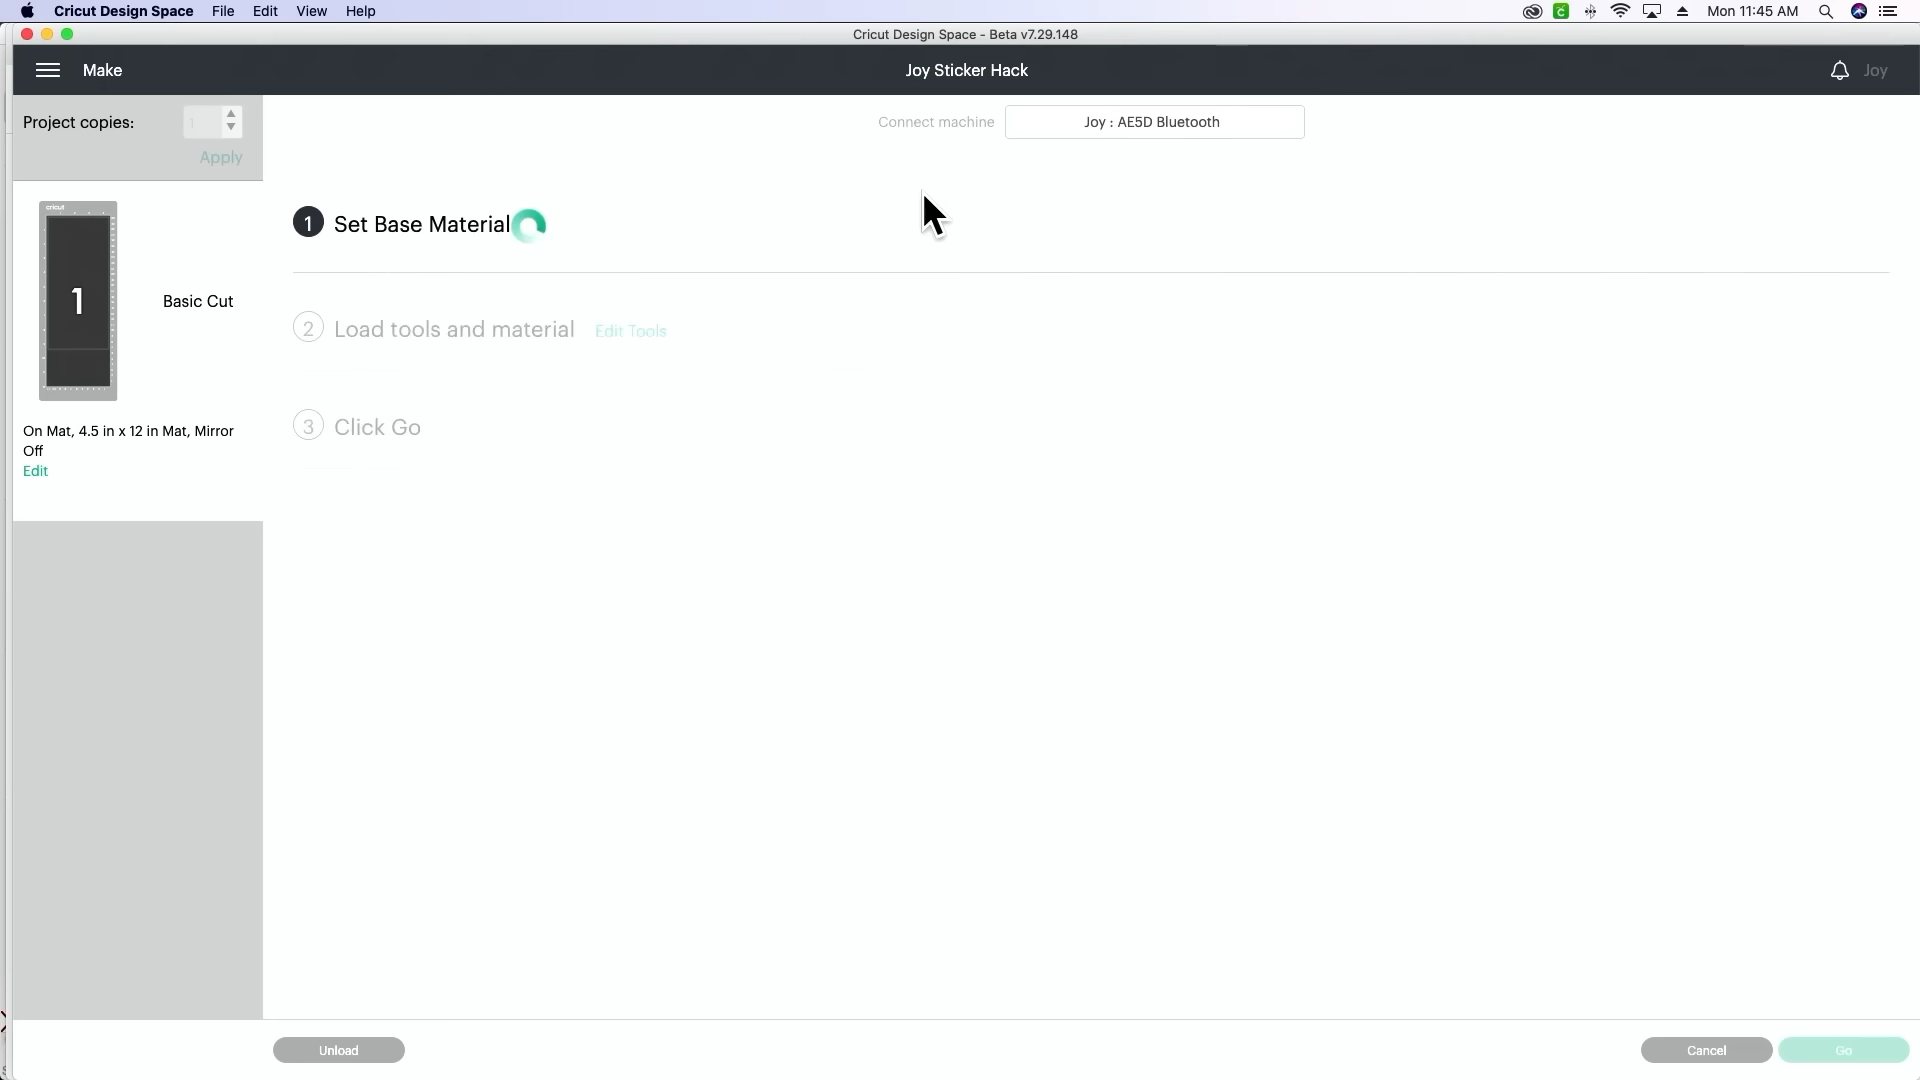 Cricut Design Space File Edit View Help Mon 11:45 AM
Cricut Design Space - Beta v7.29.148
Make Joy Sticker Hack Joy
Project copies: 1
Apply
Connect machine Joy : AE5D Bluetooth
cricut
1
Basic Cut
On Mat, 4.5 in x 12 in Mat, Mirror
Off
Edit
1 Set Base Material
2 Load tools and material Edit Tools
3 Click Go
Unload Cancel Go